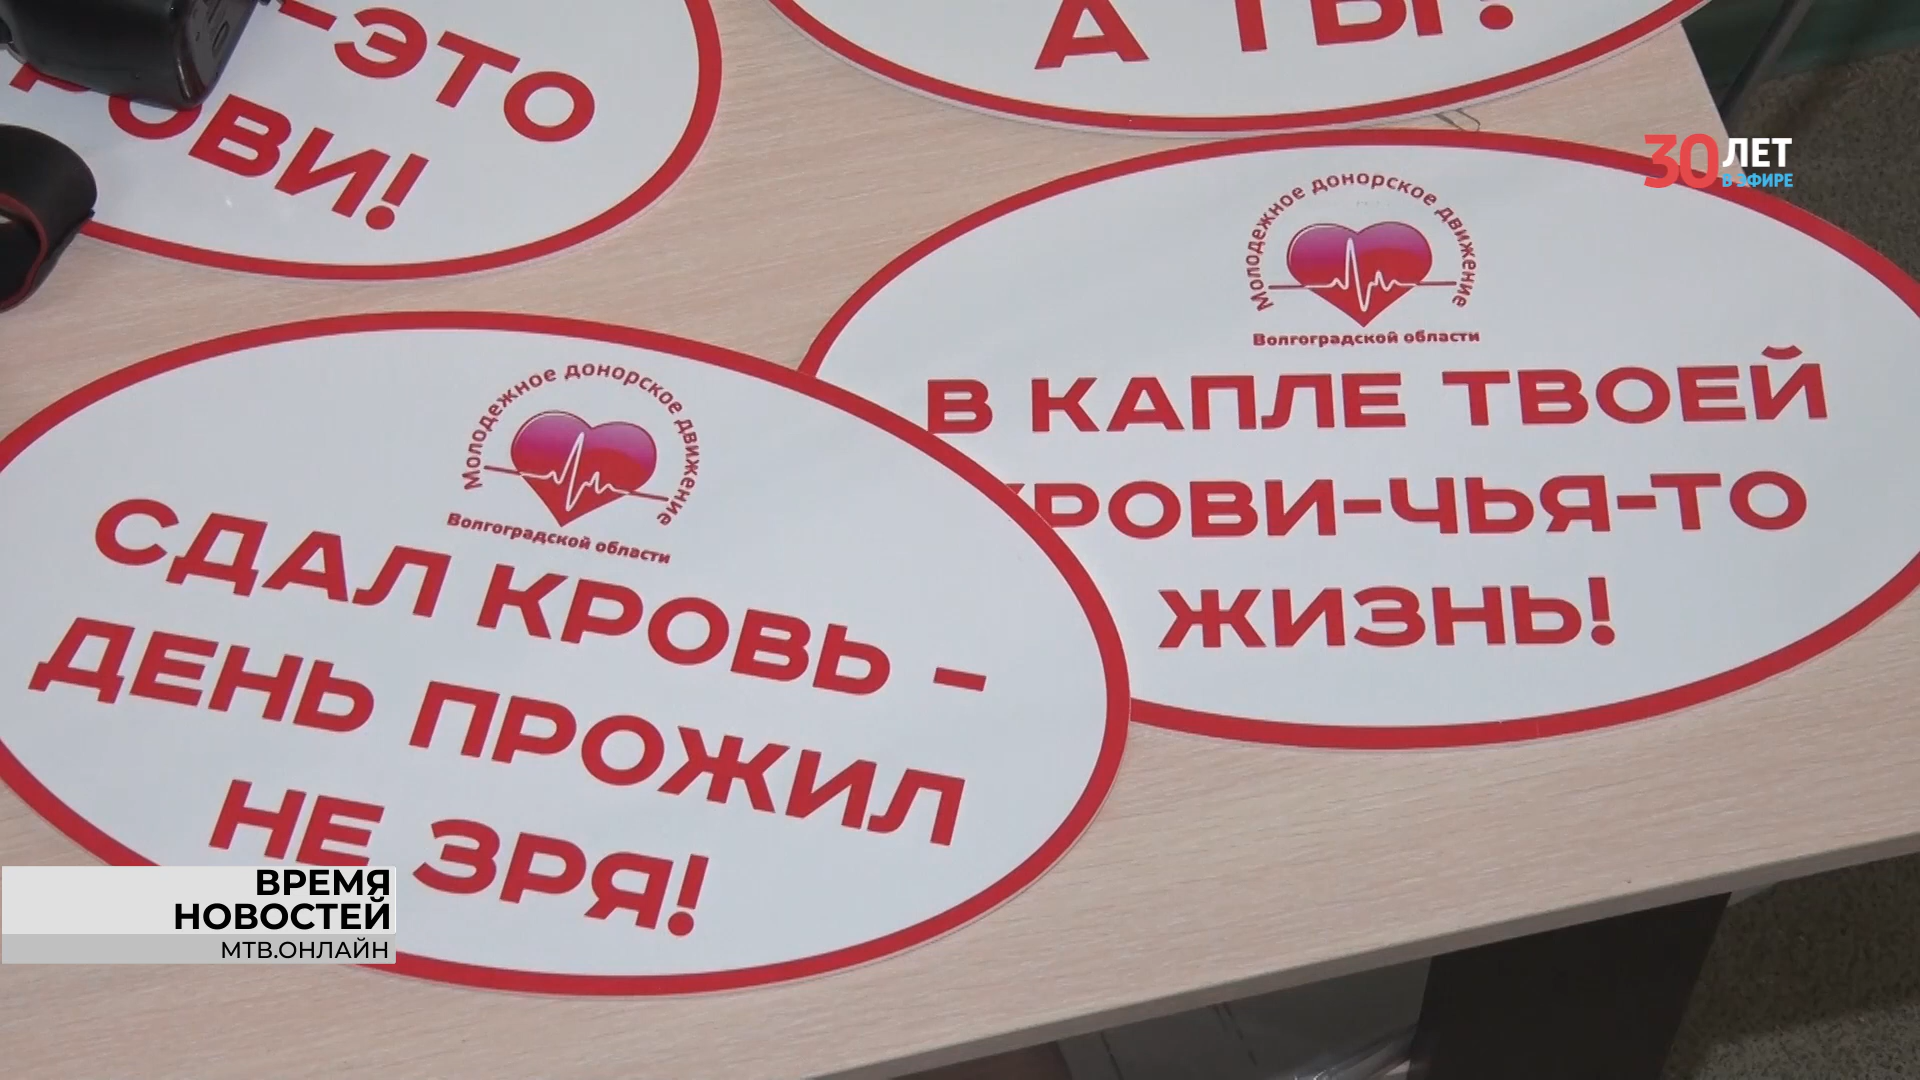 -ЭТО
РОВИ!
А ТЫ?
30 ЛЕТ
В ЭФИРЕ
Молодежное донорское движение
Волгоградской области
В КАПЛЕ ТВОЕЙ
КРОВИ-ЧЬЯ-ТО
ЖИЗНЬ!
Молодежное донорское движение
Волгоградской области
СДАЛ КРОВЬ -
ДЕНЬ ПРОЖИЛ
НЕ ЗРЯ!
ВРЕМЯ
НОВОСТЕЙ
МТВ.ОНЛАЙН